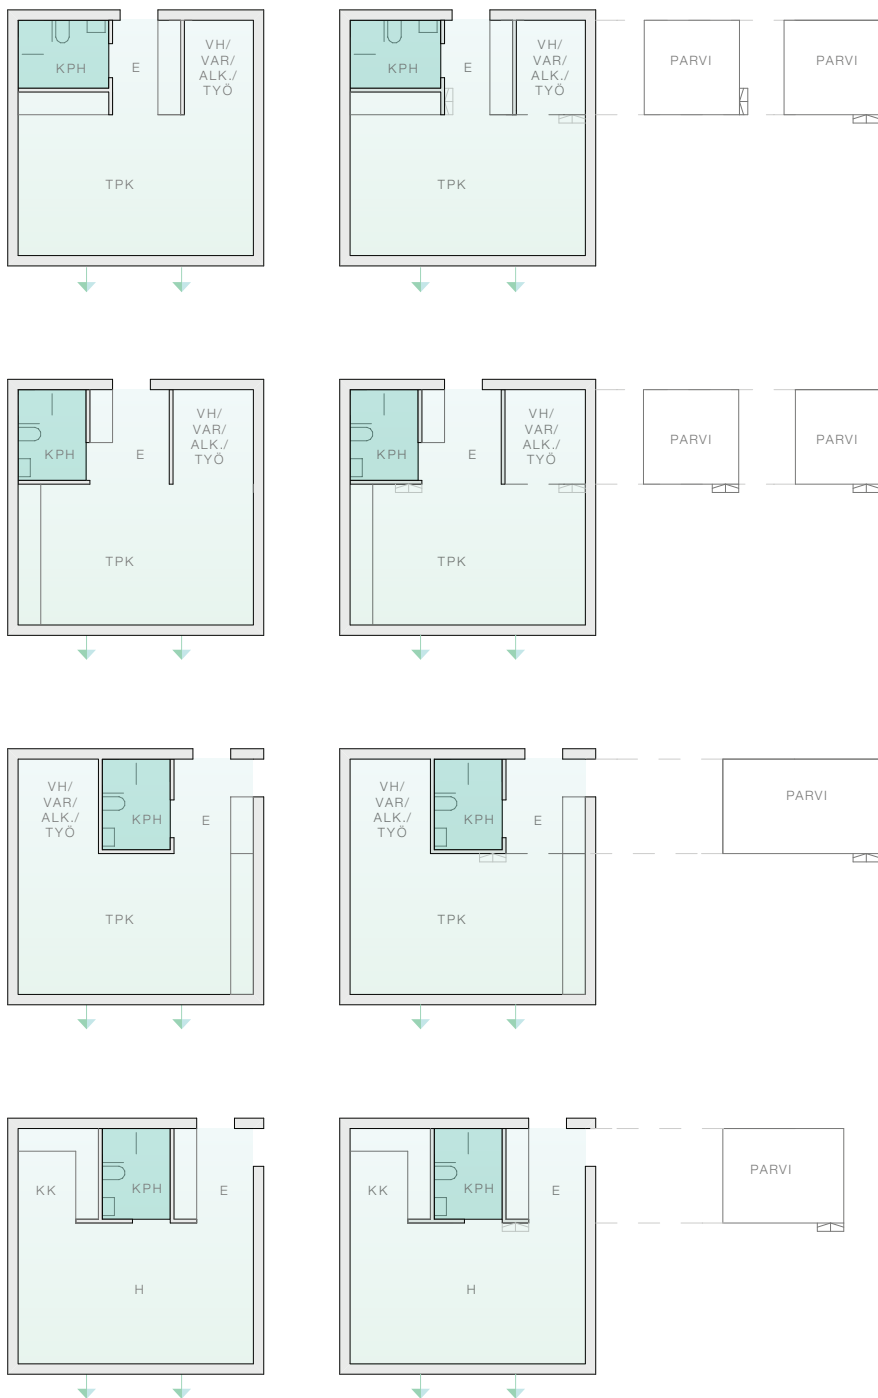 VH/
VAR/
ALK./
TYÖ
KPH
E
TPK
VH/
VAR/
ALK./
TYÖ
KPH
E
TPK
PARVI
PARVI
VH/
VAR/
ALK./
TYÖ
KPH
E
TPK
VH/
VAR/
ALK./
TYÖ
KPH
E
TPK
PARVI
PARVI
VH/
VAR/
ALK./
TYÖ
KPH
E
TPK
VH/
VAR/
ALK./
TYÖ
KPH
E
TPK
PARVI
KK
KPH
E
H
KK
KPH
E
H
PARVI